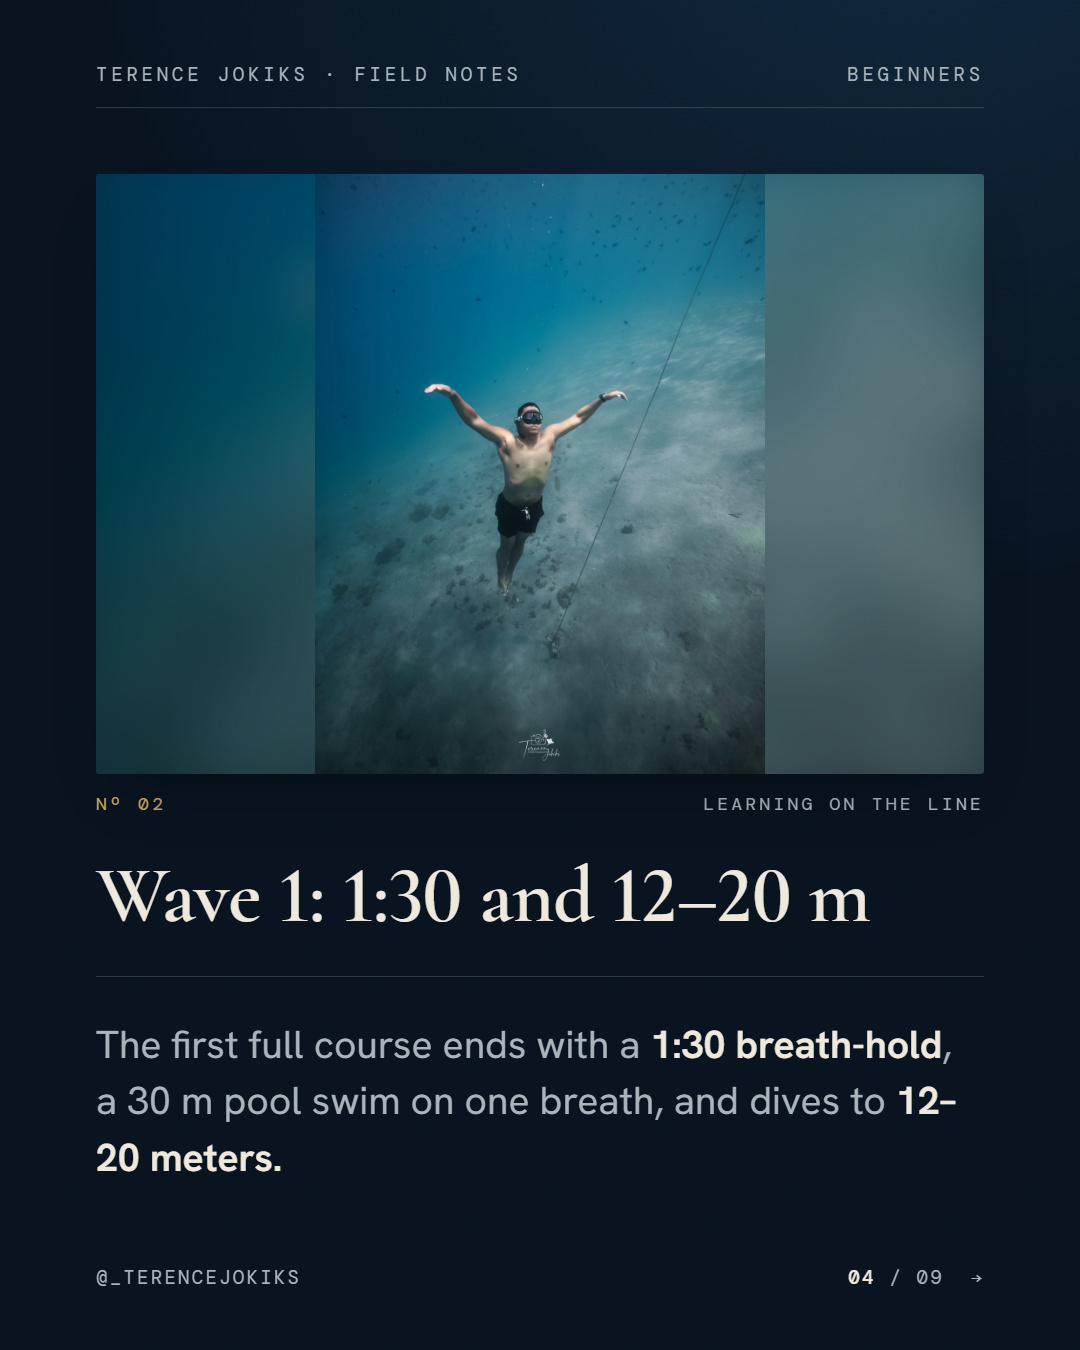 TERENCE JOKIKS · FIELD NOTES
BEGINNERS
Terence
Jokiks
Nº 02
LEARNING ON THE LINE
Wave 1: 1:30 and 12–20 m
The first full course ends with a 1:30 breath-hold,
a 30 m pool swim on one breath, and dives to 12–
20 meters.
@_TERENCEJOKIKS
04 / 09 →